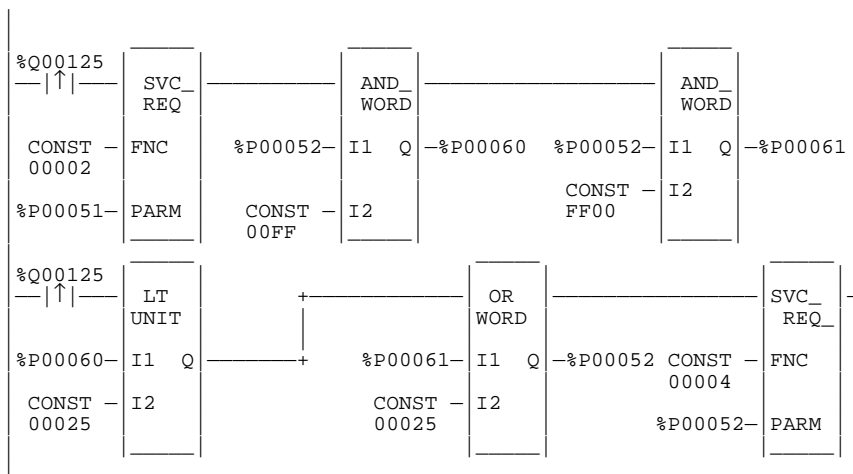 %Q00125
|↑| SVC_ AND_ AND_
REQ WORD WORD
CONST FNC %P00052 I1 Q %P00060 %P00052 I1 Q %P00061
00002
CONST I2
%P00051 PARM CONST I2 FF00
00FF
%Q00125
|↑| LT + OR SVC_
UNIT WORD REQ_
%P00060 I1 Q + %P00061 I1 Q %P00052 CONST FNC
00004
CONST I2 CONST I2
00025 00025 %P00052 PARM